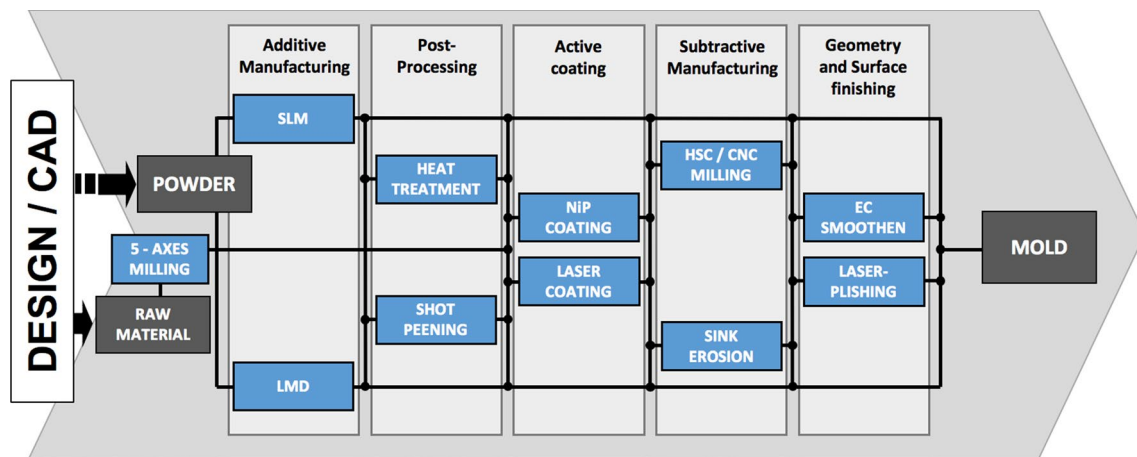 DESIGN / CAD
Additive
Manufacturing
Post-
Processing
Active
coating
Subtractive
Manufacturing
Geometry
and Surface
finishing
SLM
POWDER
HEAT
TREATMENT
HSC / CNC
MILLING
NiP
COATING
EC
SMOOTHEN
5 - AXES
MILLING
MOLD
LASER
COATING
LASER-
PLISHING
RAW
MATERIAL
SHOT
PEENING
SINK
EROSION
LMD